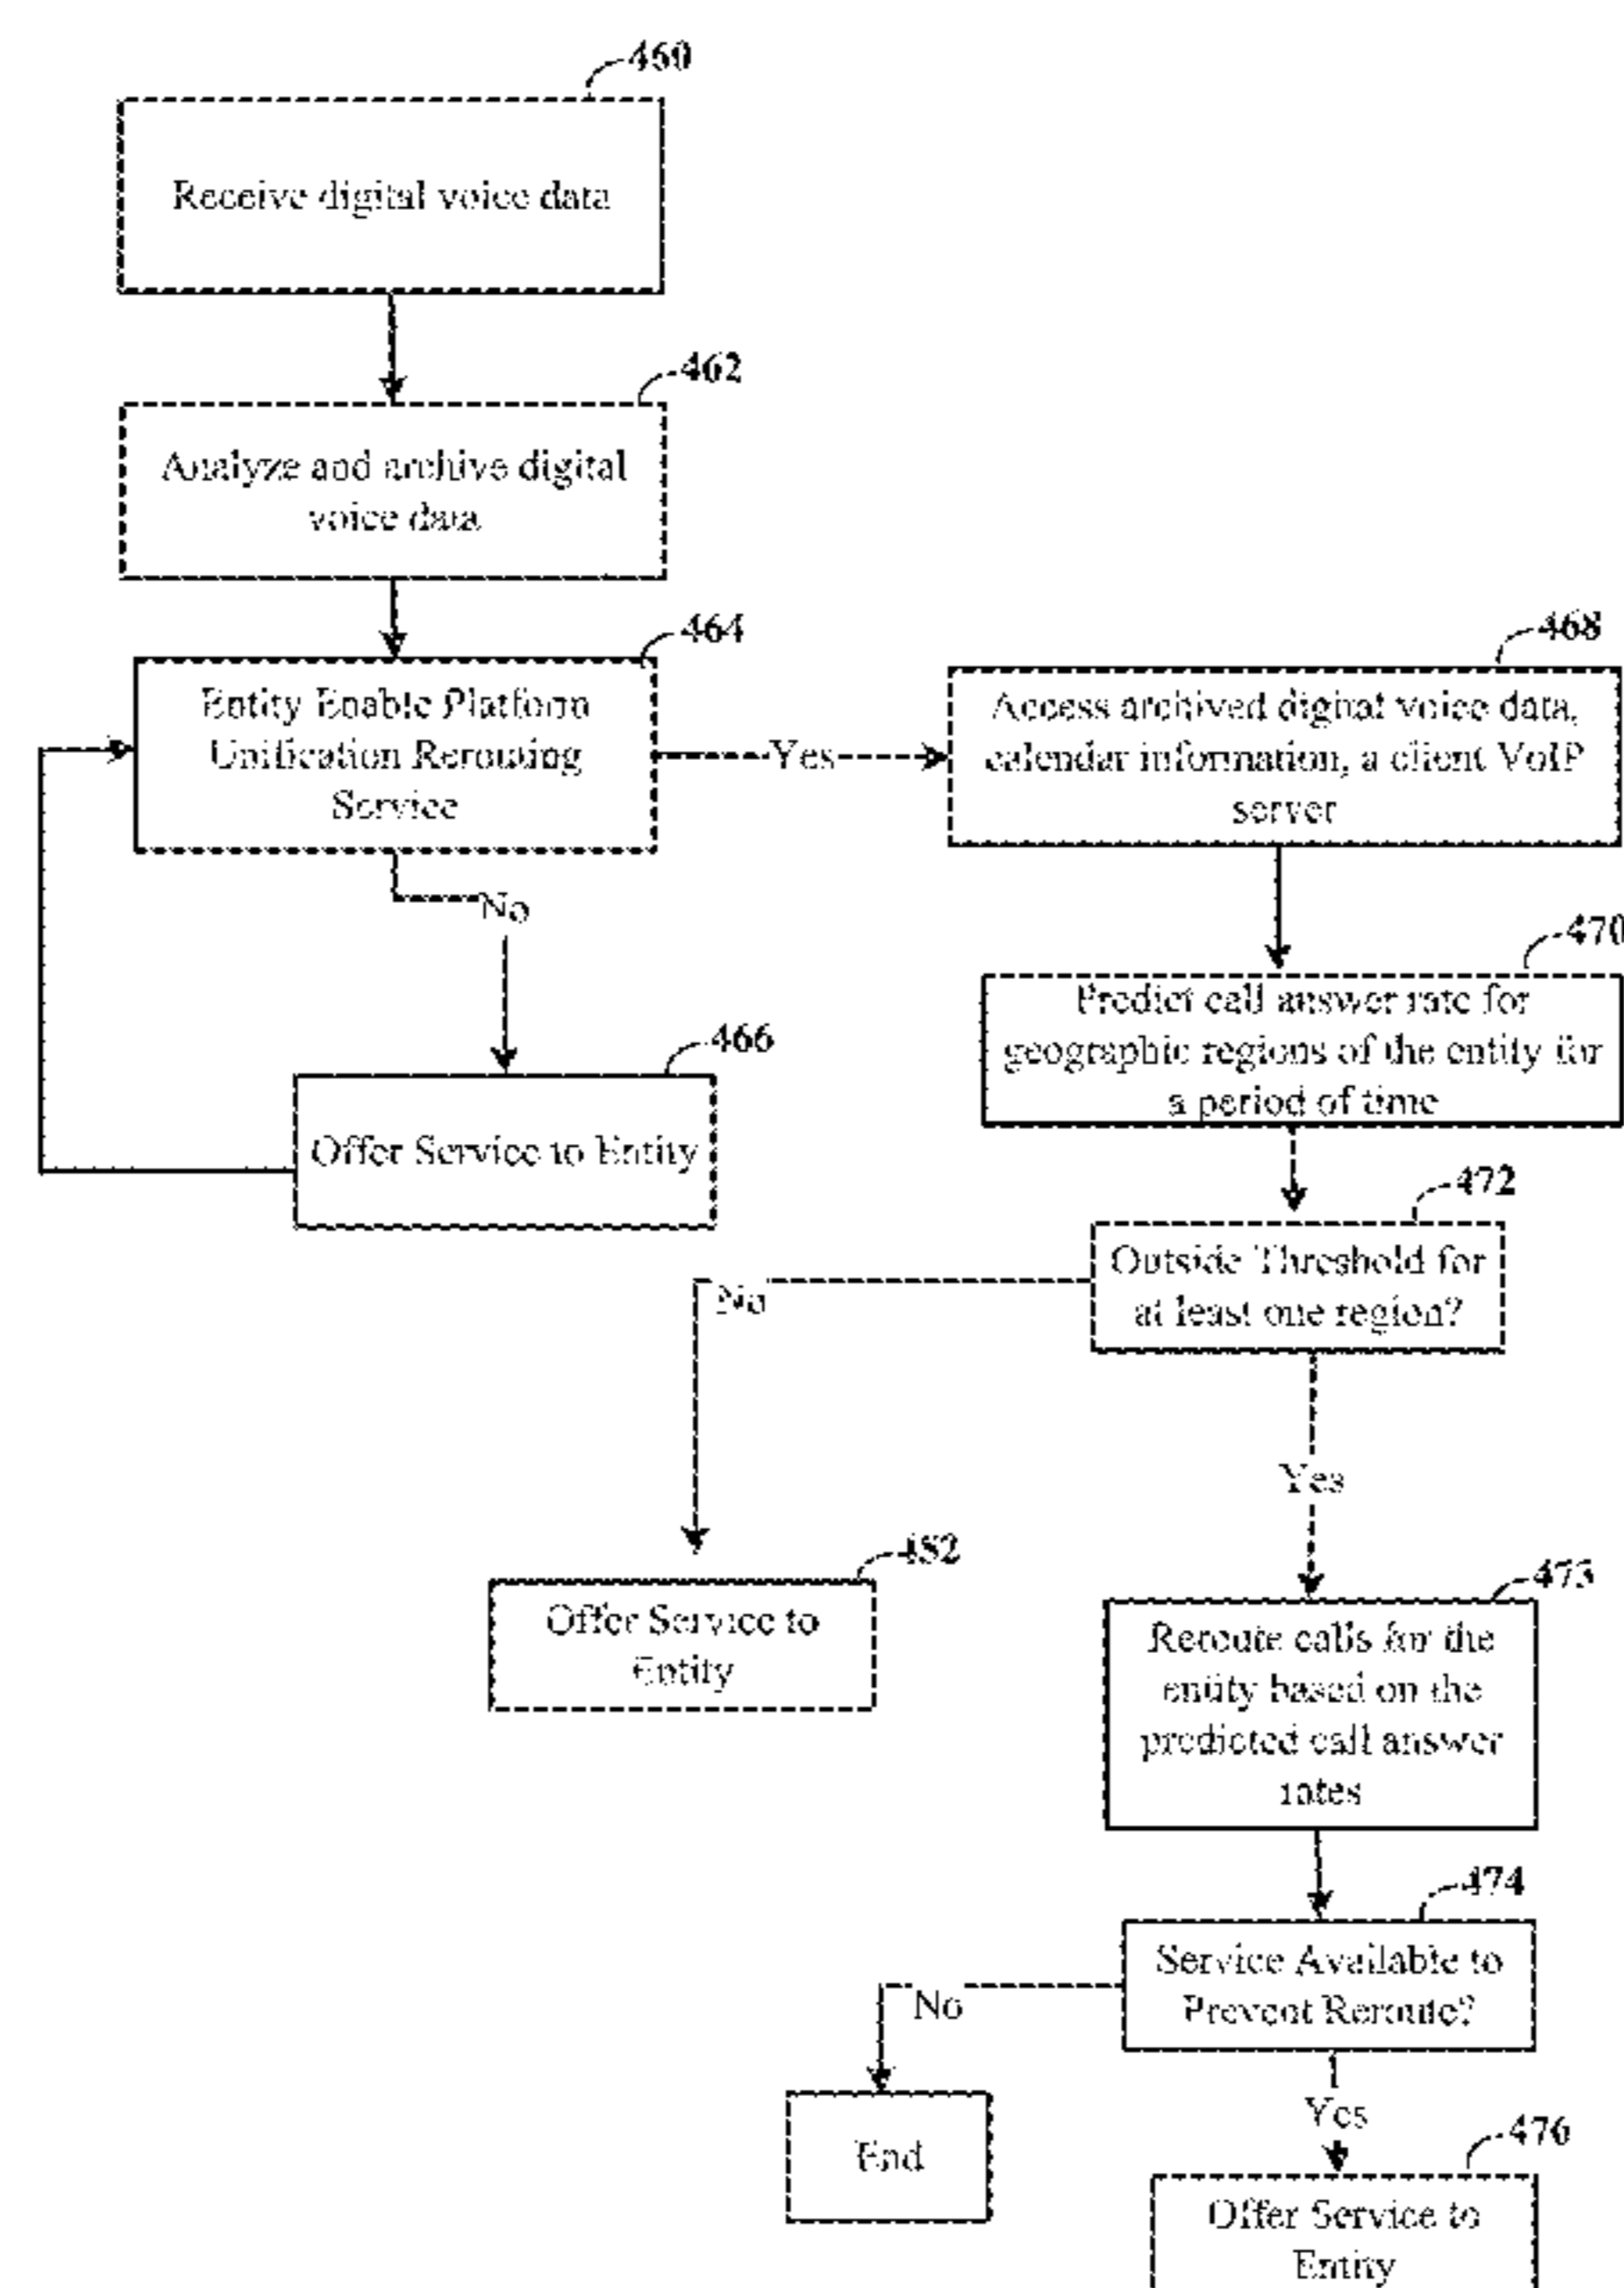 460
Receive digital voice data
462
Analyze and archive digital
voice data
464
Entity Enable Platform
Unification Rerouting
Service
Yes
468
Access archived digital voice data,
calendar information, a client VoIP
server
No
470
Predict call answer rate for
geographic regions of the entity for
a period of time
466
Offer Service to Entity
472
Outside Threshold for
at least one region?
No
Yes
482
Offer Service to
Entity
473
Reroute calls for the
entity based on the
predicted call answer
rates
474
Service Available to
Prevent Reroute?
No
Yes
End
476
Offer Service to
Entity